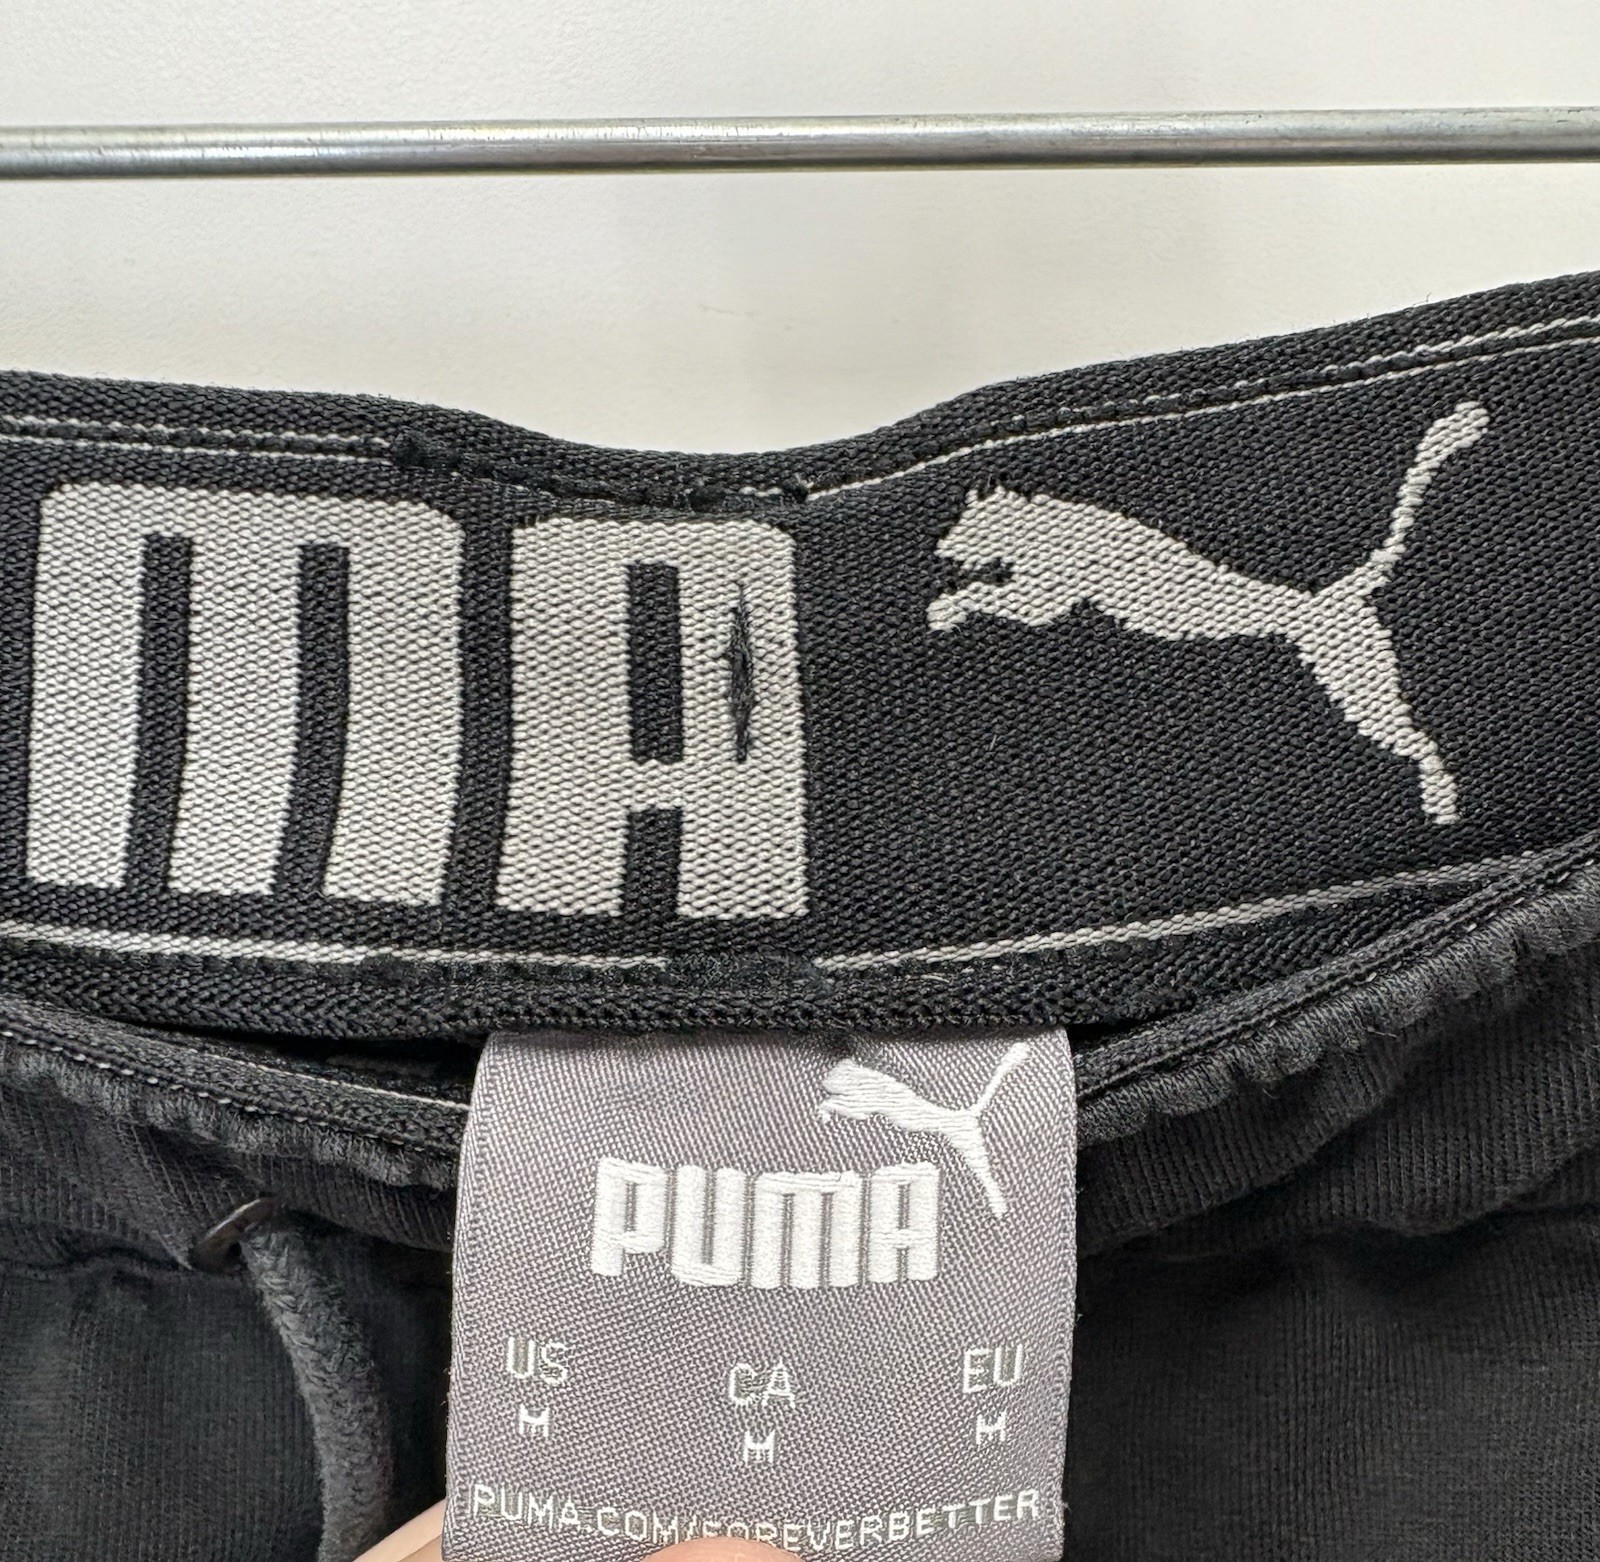 MA
PUMA
US CA EU
M M M
PUMA.COM/FOREVERBETTER